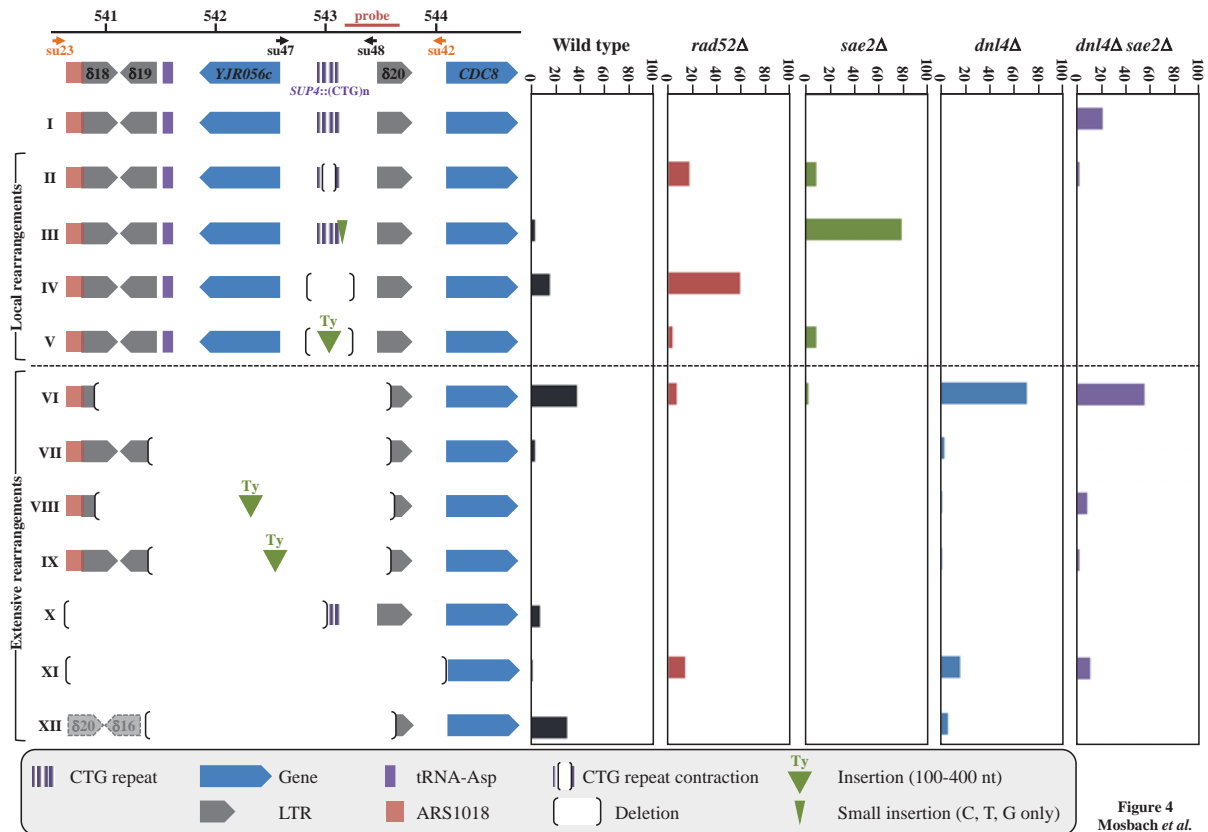 541 542 543 probe 544
su23 su47 su48 su42
Wild type rad52Δ sae2Δ dnl4Δ dnl4Δ sae2Δ
0 20 40 60 80 100 0 20 40 60 80 100 0 20 40 60 80 100 0 20 40 60 80 100 0 20 40 60 80 100
δ18 δ19 YJR056c δ20 CDC8
SUP4::(CTG)n
I
Local rearrangements
II
III
IV
Ty
V
Extensive rearrangements
VI
VII
Ty
VIII
Ty
IX
X
XI
XII δ20 δ16
CTG repeat Gene tRNA-Asp CTG repeat contraction Ty Insertion (100-400 nt)
LTR ARS1018 Deletion Small insertion (C, T, G only)
Figure 4
Mosbach et al.